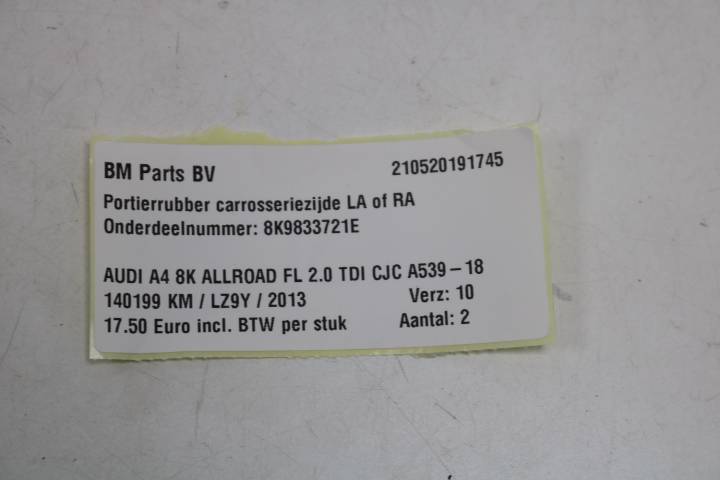 BM Parts BV 210520191745
Portierrubber carrosseriezijde LA of RA
Onderdeelnummer: 8K9833721E
AUDI A4 8K ALLROAD FL 2.0 TDI CJC A539-18
140199 KM / LZ9Y / 2013 Verz: 10
17.50 Euro incl. BTW per stuk Aantal: 2